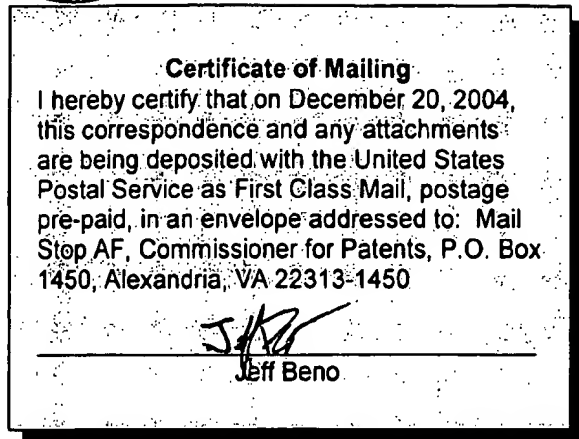 Certificate of Mailing
I hereby certify that on December 20, 2004,
this correspondence and any attachments
are being deposited with the United States
Postal Service as First Class Mail, postage
pre-paid, in an envelope addressed to: Mail
Stop AF, Commissioner for Patents, P.O. Box
1450, Alexandria, VA 22313-1450
Jeff Beno